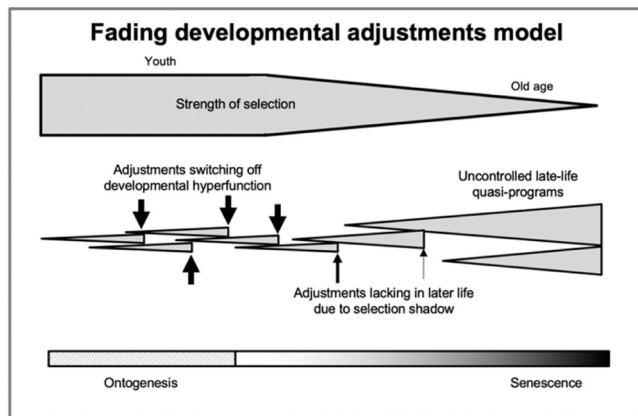 Fading developmental adjustments model
Youth
Old age
Strength of selection
Adjustments switching off
developmental hyperfunction
Uncontrolled late-life
quasi-programs
Adjustments lacking in later life
due to selection shadow
Ontogenesis
Senescence